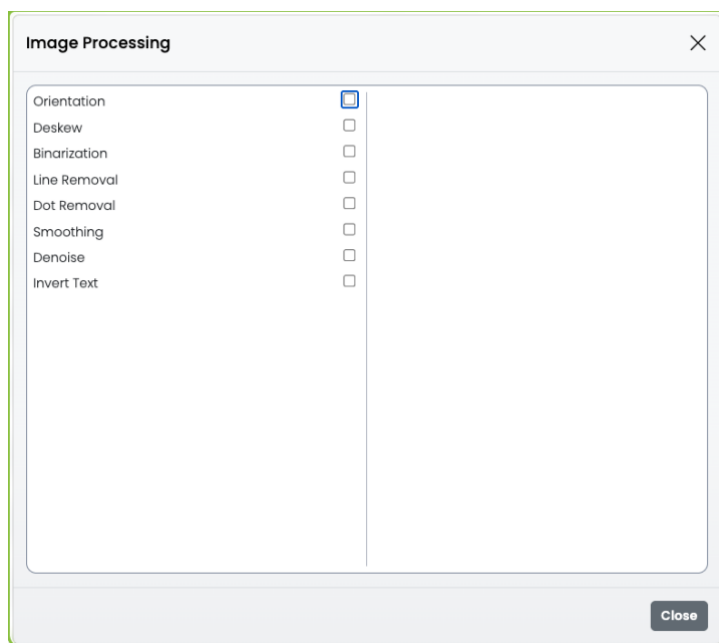 Image Processing
Orientation
Deskew
Binarization
Line Removal
Dot Removal
Smoothing
Denoise
Invert Text
Close